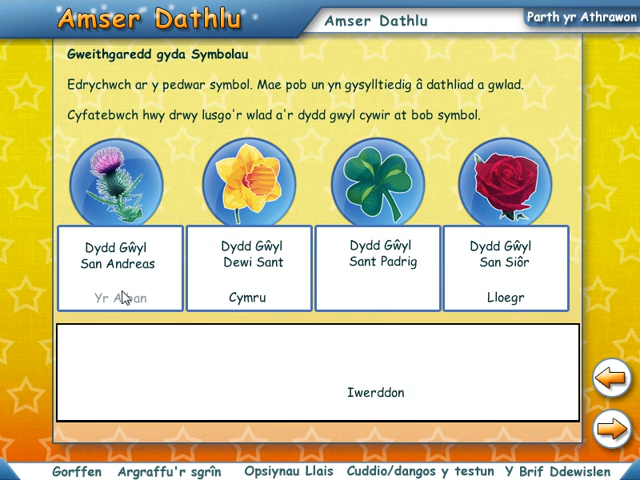 Amser Dathlu
Amser Dathlu
Parth yr Athrawon
Gweithgaredd gyda Symbolau
Edrychwch ar y pedwar symbol. Mae pob un yn gysylltiedig â dathliad a gwlad.
Cyfatebwch hwy drwy lusgo'r wlad a'r dydd gwyl cywir at bob symbol.
Dydd Gŵyl
San Andreas
Yr Alban
Dydd Gŵyl
Dewi Sant
Cymru
Dydd Gŵyl
Sant Padrig
Dydd Gŵyl
San Siôr
Lloegr
Iwerddon
Gorffen
Argraffu'r sgrîn
Opsiynau Llais
Cuddio/dangos y testun
Y Brif Ddewislen